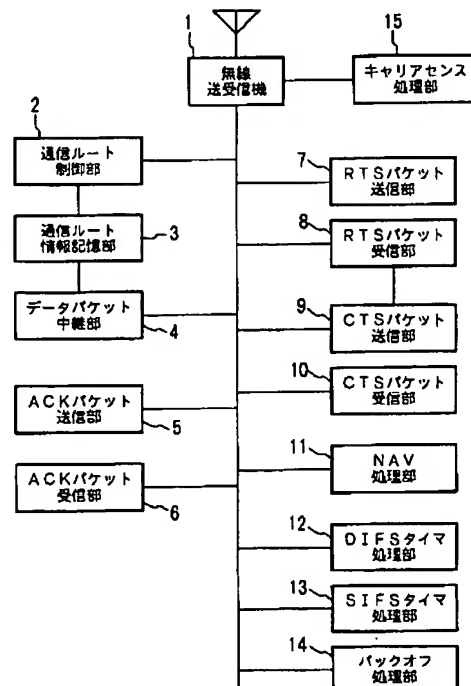 1
無線
送受信機
15
キャリアセンス
処理部
2
通信ルート
制御部
通信ルート
情報記憶部
3
データパケット
中継部
4
ACKパケット
送信部
5
ACKパケット
受信部
6
7
RTSパケット
送信部
8
RTSパケット
受信部
9
CTSパケット
送信部
10
CTSパケット
受信部
11
NAV
処理部
12
DIFSタイマ
処理部
13
SIFSタイマ
処理部
14
バックオフ
処理部